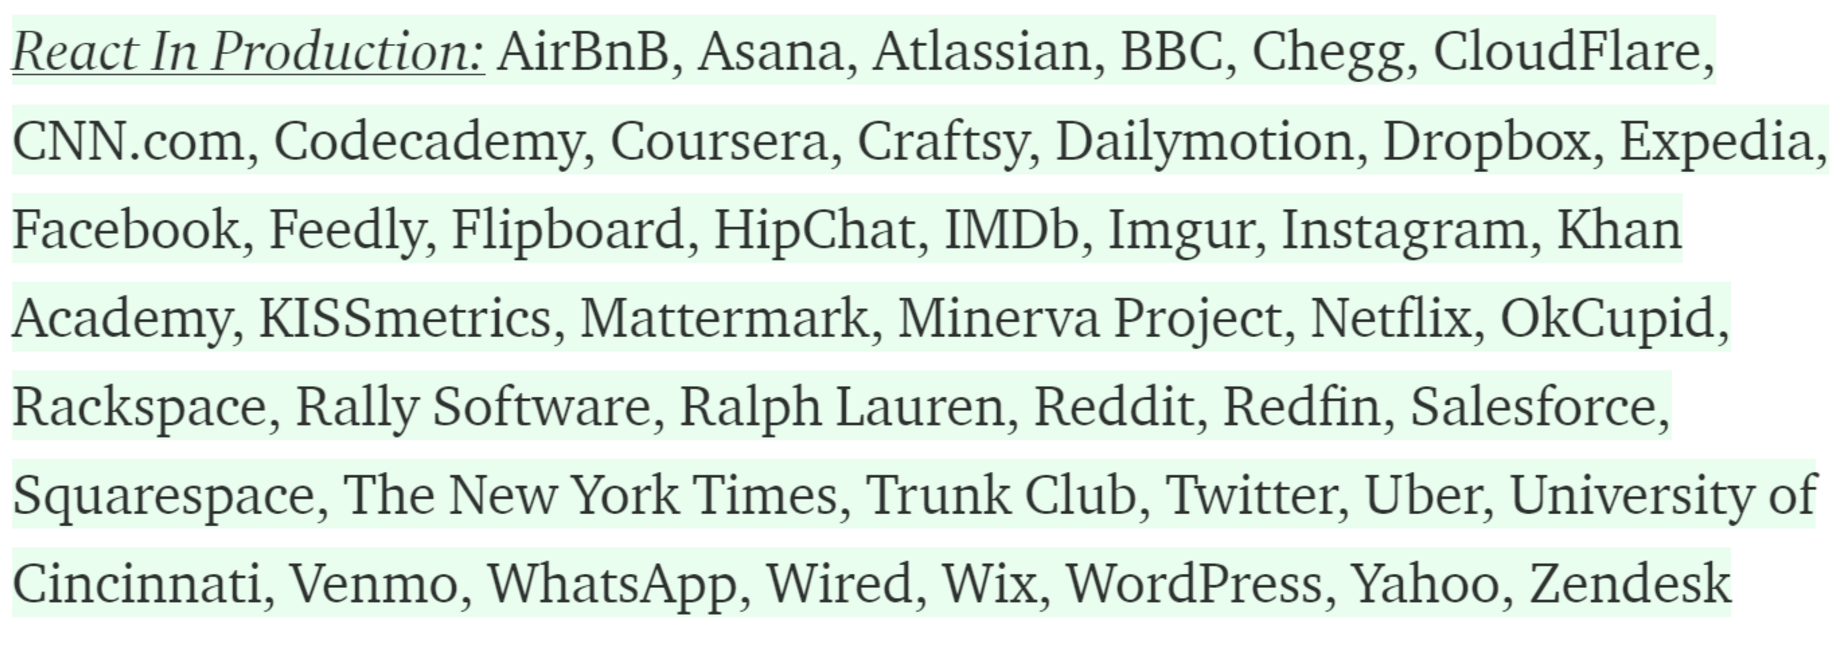 React In Production: AirBnB, Asana, Atlassian, BBC, Chegg, CloudFlare,
CNN.com, Codecademy, Coursera, Craftsy, Dailymotion, Dropbox, Expedia,
Facebook, Feedly, Flipboard, HipChat, IMDb, Imgur, Instagram, Khan
Academy, KISSmetrics, Mattermark, Minerva Project, Netflix, OkCupid,
Rackspace, Rally Software, Ralph Lauren, Reddit, Redfin, Salesforce,
Squarespace, The New York Times, Trunk Club, Twitter, Uber, University of
Cincinnati, Venmo, WhatsApp, Wired, Wix, WordPress, Yahoo, Zendesk